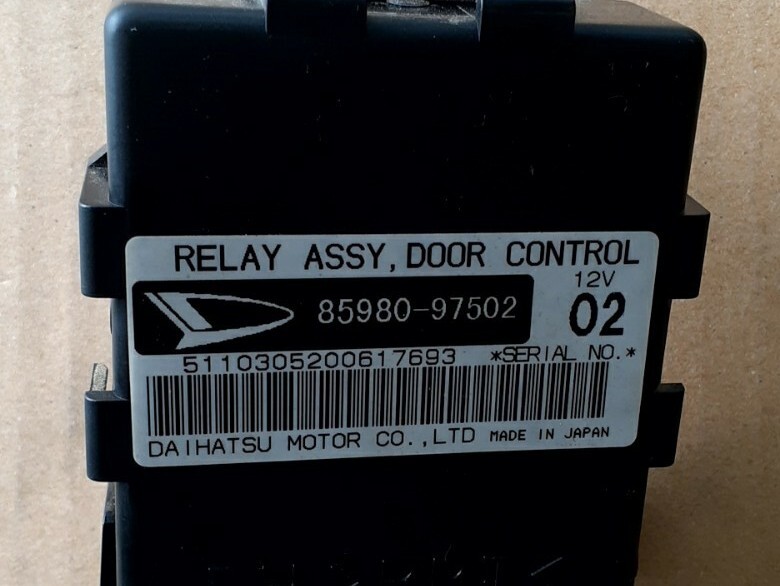 RELAY ASSY, DOOR CONTROL
12V
85980-97502
02
5110305200617693 *SERIAL NO.*
DAIHATSU MOTOR CO.,LTD MADE IN JAPAN